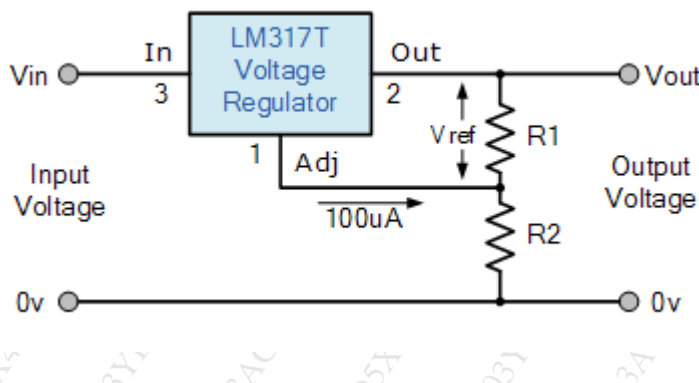 LM317T
Voltage
Regulator
In
Out
Vin
3
2
Vout
Vref
R1
1
Adj
Input
Voltage
Output
Voltage
100uA
R2
0v
0v